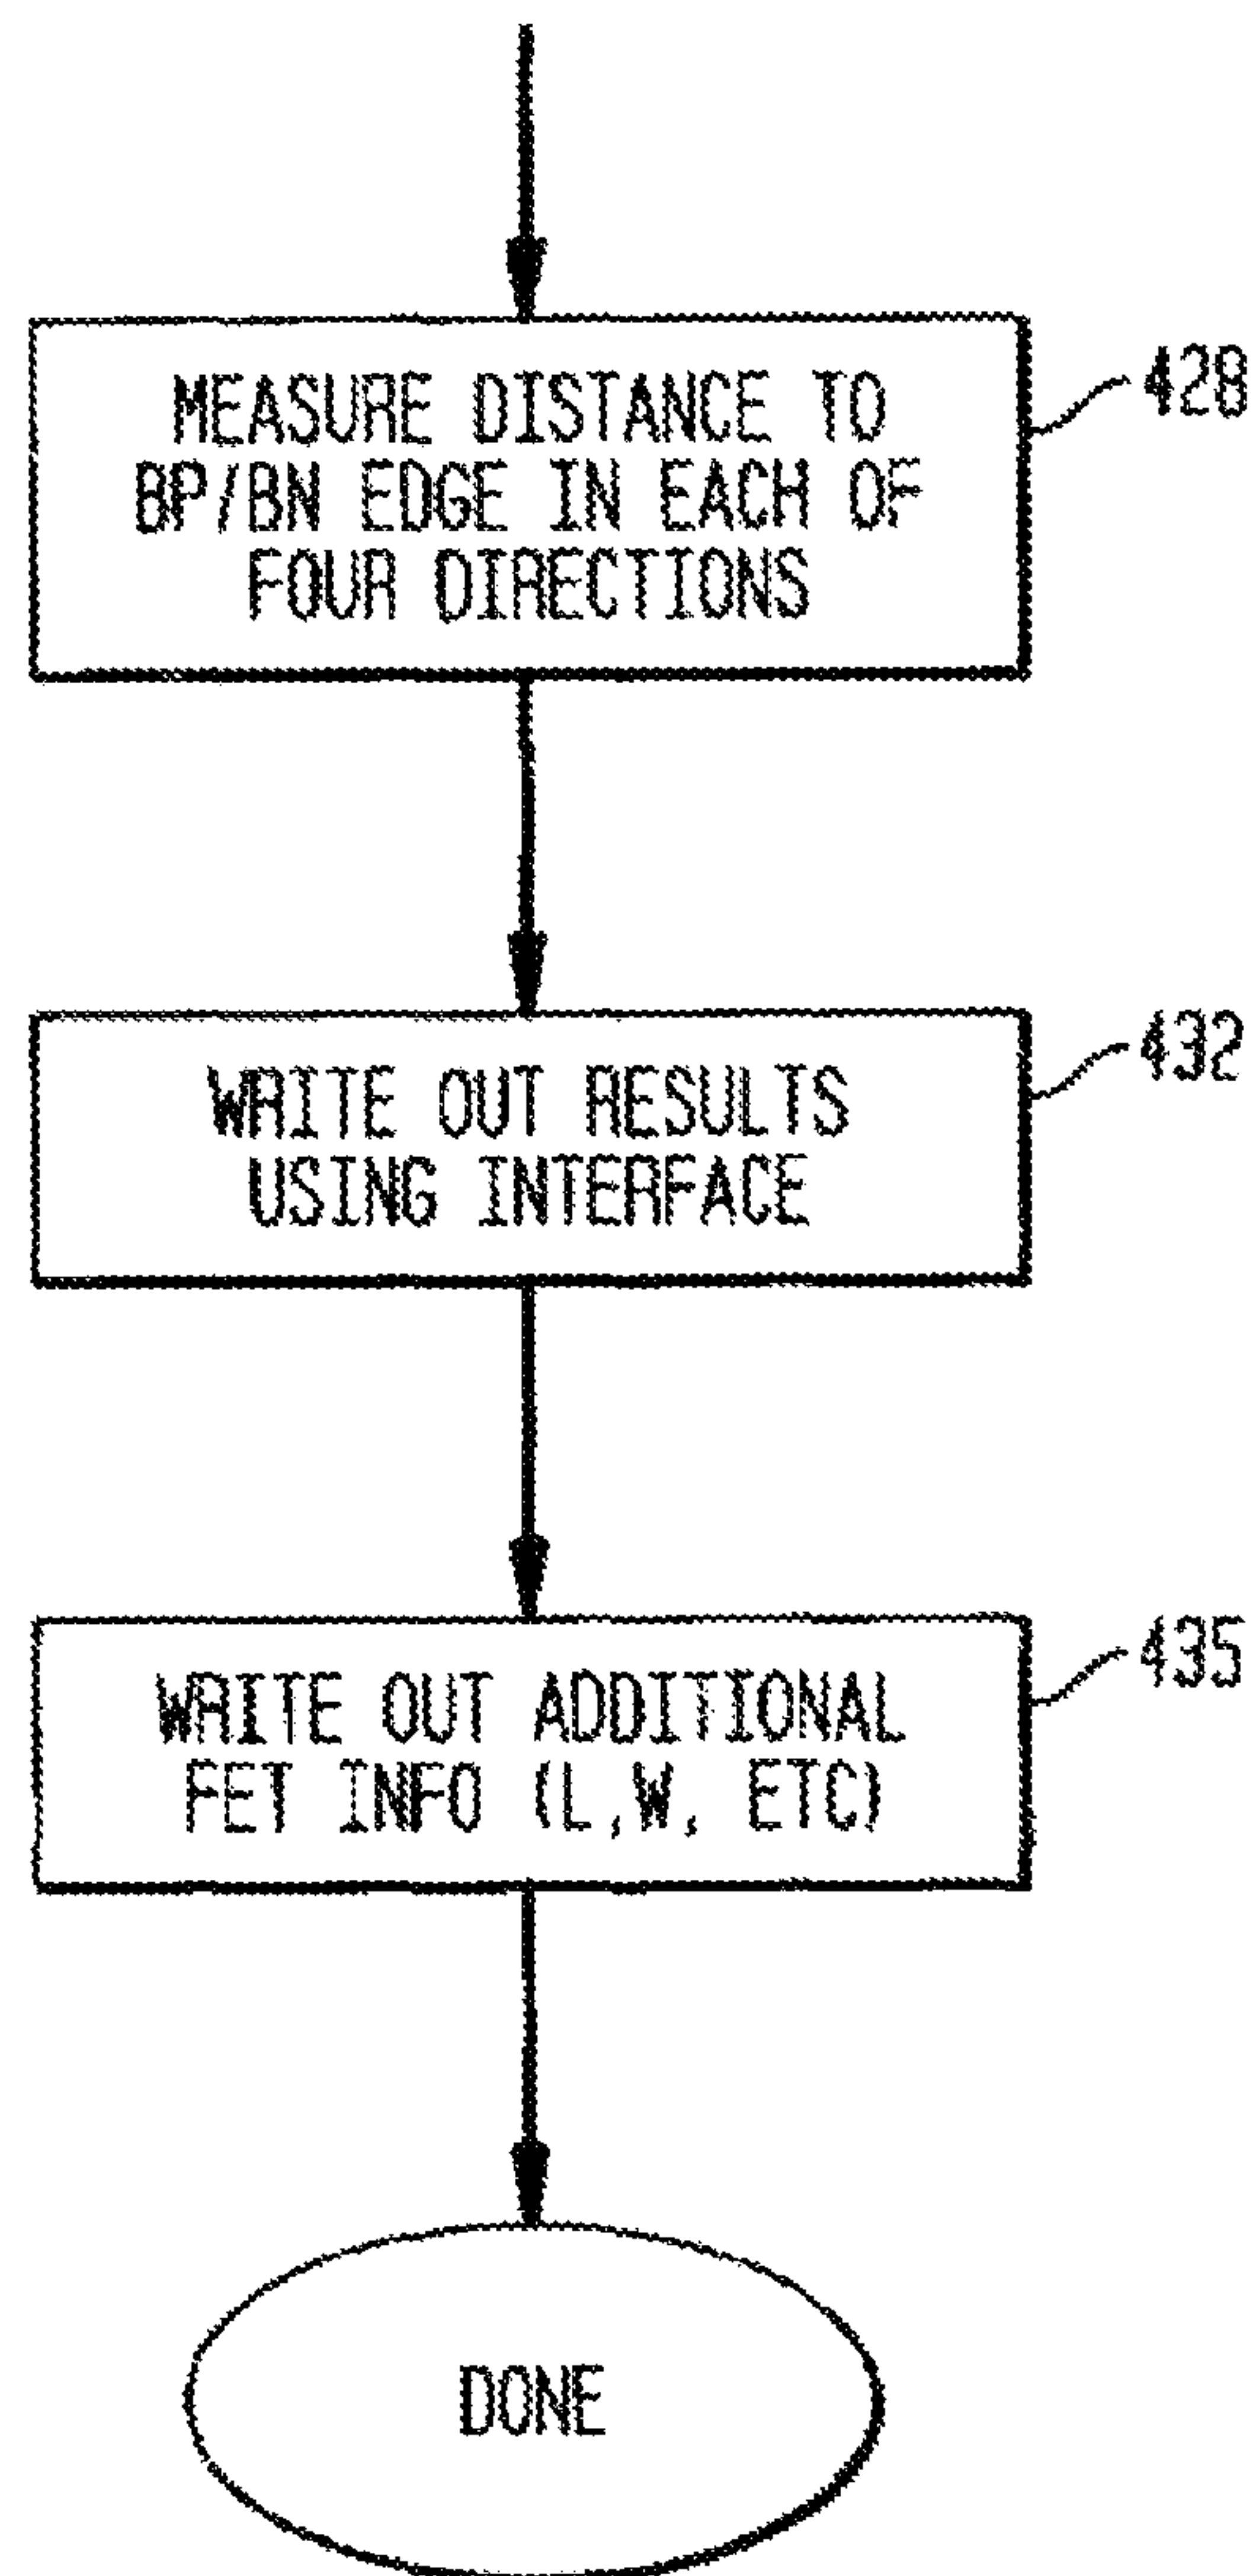 MEASURE DISTANCE TO
BP/BN EDGE IN EACH OF
FOUR DIRECTIONS
428
WRITE OUT RESULTS
USING INTERFACE
432
WRITE OUT ADDITIONAL
FET INFO (L,W, ETC)
435
DONE